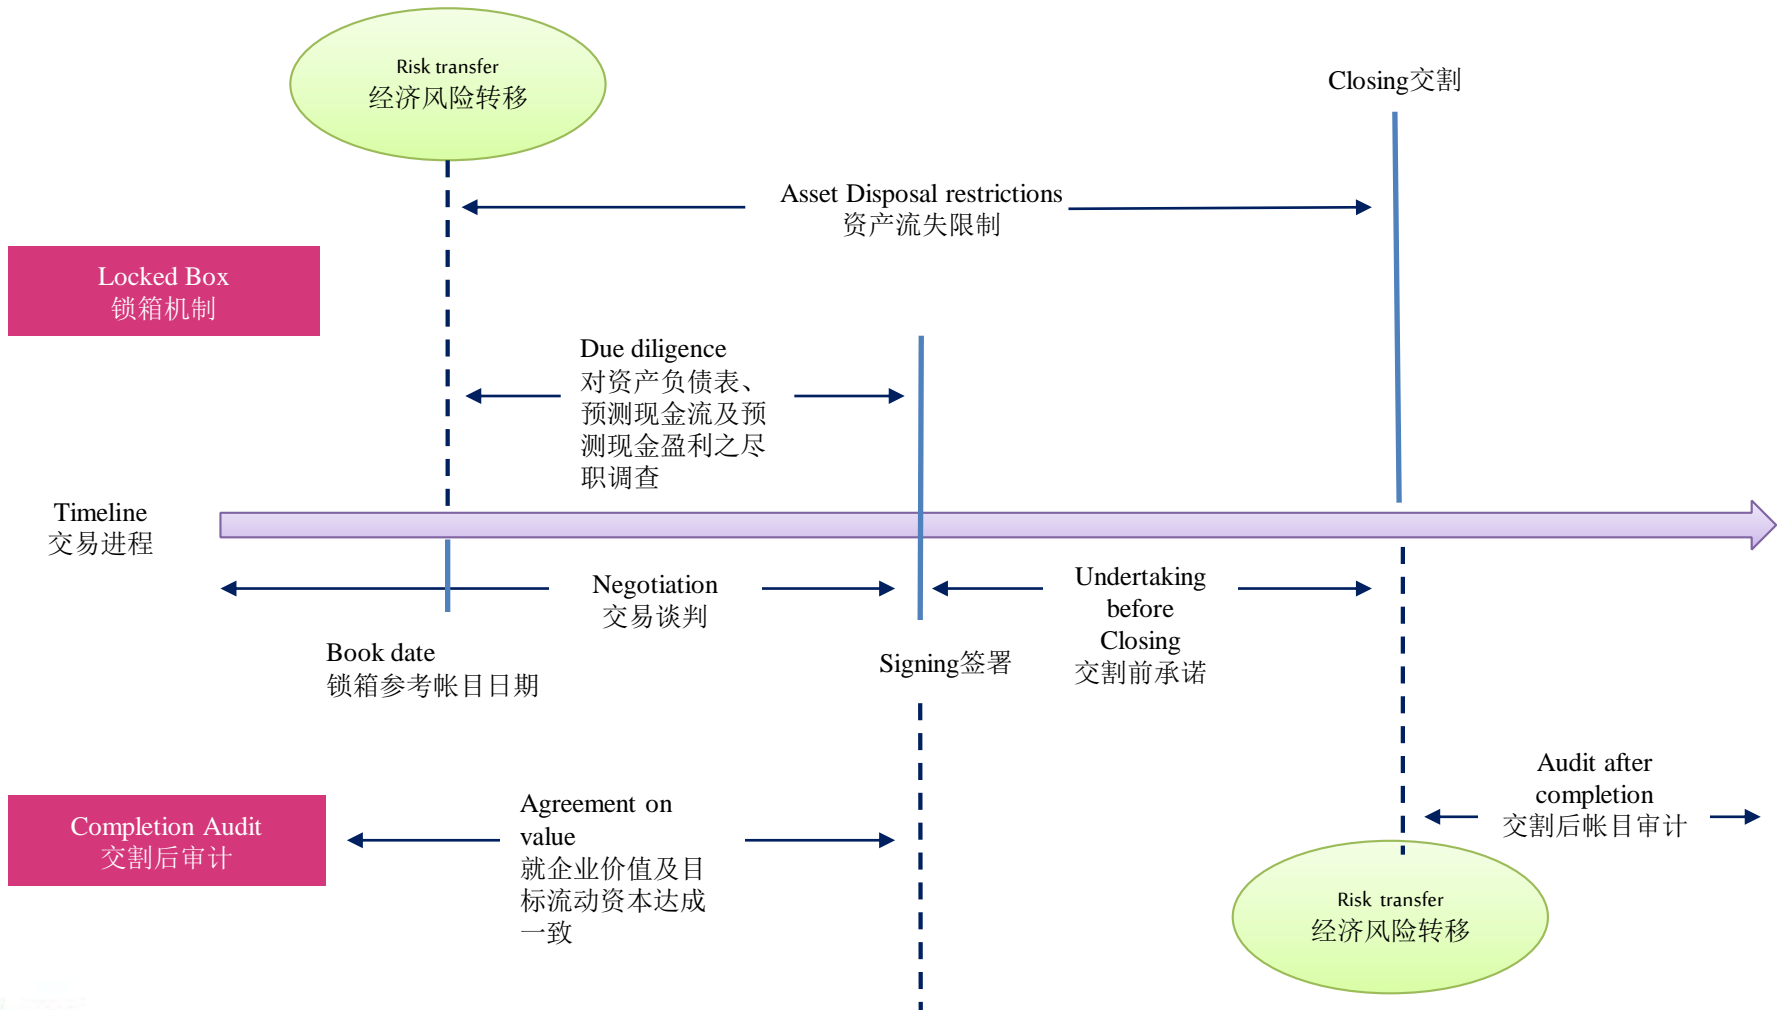 Risk transfer
经济风险转移
Closing交割
Asset Disposal restrictions
资产流失限制
Locked Box
锁箱机制
Due diligence
对资产负债表、
预测现金流及预
测现金盈利之尽
职调查
Timeline
交易进程
Negotiation
交易谈判
Undertaking
before
Closing
交割前承诺
Book date
锁箱参考帐目日期
Signing签署
Audit after
completion
交割后帐目审计
Completion Audit
交割后审计
Agreement on
value
就企业价值及目
标流动资本达成
一致
Risk transfer
经济风险转移